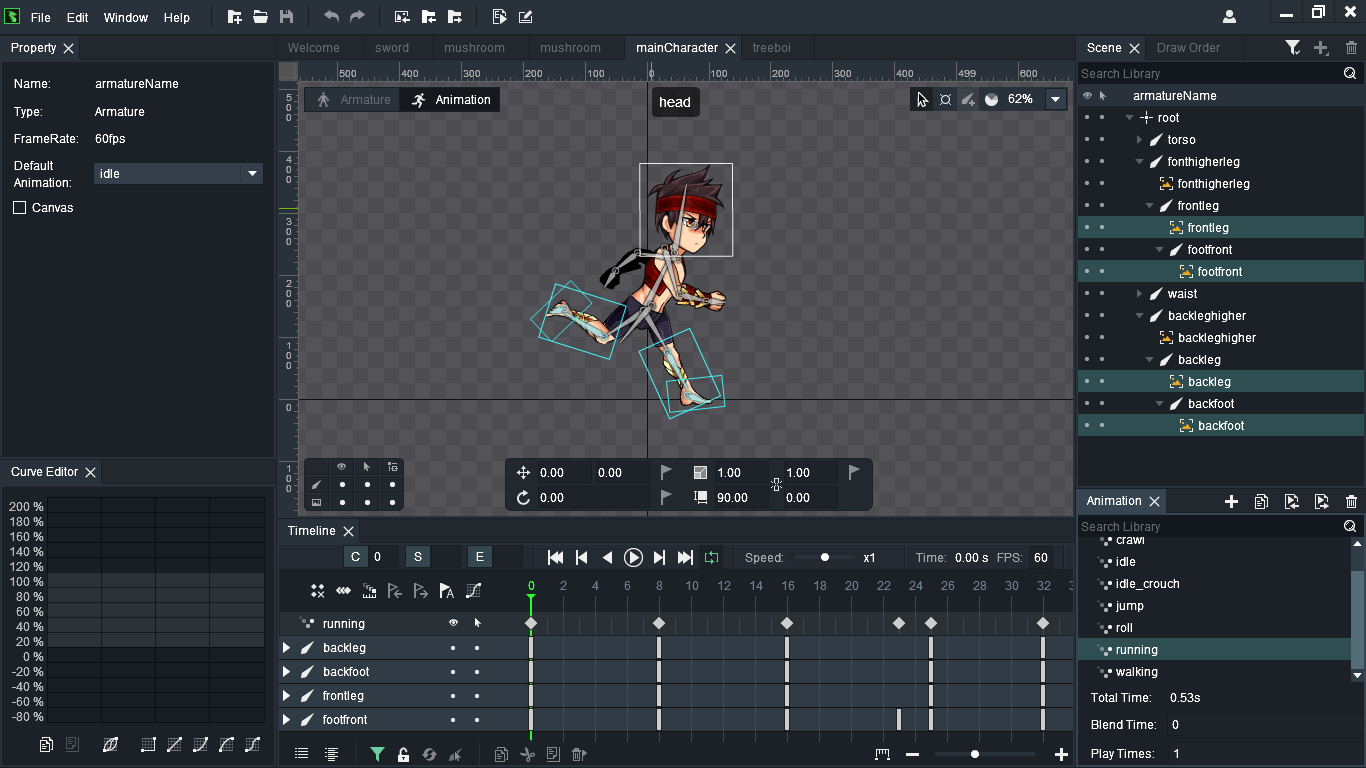 File Edit Window Help
Property
Name: armatureName
Type: Armature
FrameRate: 60fps
Default
Animation: idle
Canvas
Curve Editor
200 %
180 %
160 %
140 %
120 %
100 %
80 %
60 %
40 %
20 %
0 %
-20 %
-40 %
-60 %
-80 %
Welcome sword mushroom mushroom mainCharacter treeboi
500 400 300 200 100 0 100 200 300 400 499 600
500
400
300
200
100
0
100
Armature Animation
head
62%
0.00 0.00 1.00 1.00
0.00 90.00 0.00
Timeline
C 0 S E Speed: x1 Time: 0.00 s FPS: 60
0 2 4 6 8 10 12 14 16 18 20 22 24 26 28 30 32
running
backleg
backfoot
frontleg
footfront
Scene Draw Order
Search Library
armatureName
root
torso
fonthigherleg
fonthigherleg
frontleg
frontleg
footfront
footfront
waist
backleghigher
backleghigher
backleg
backleg
backfoot
backfoot
Animation
Search Library
crawl
idle
idle_crouch
jump
roll
running
walking
Total Time: 0.53s
Blend Time: 0
Play Times: 1